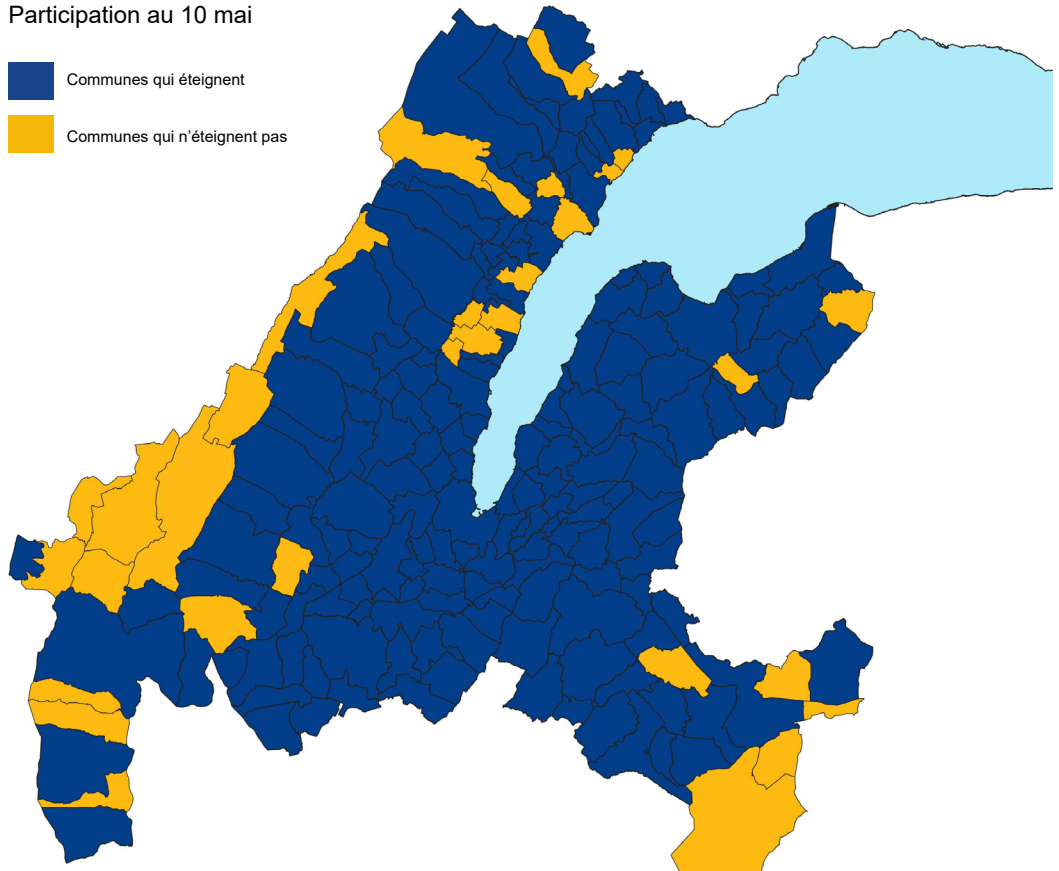 Participation au 10 mai
Communes qui éteignent
Communes qui n’éteignent pas